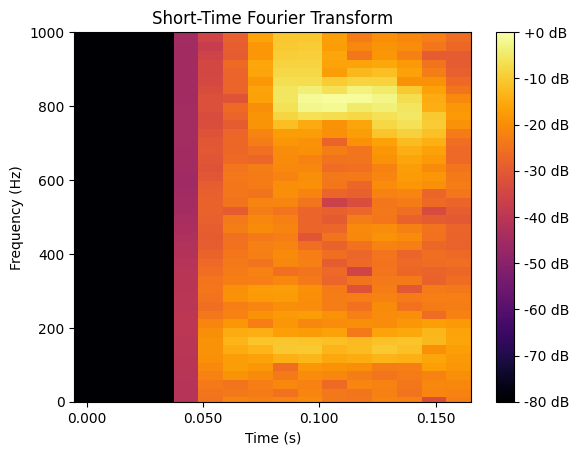 Short-Time Fourier Transform
1000
800
600
400
200
0
Frequency (Hz)
0.000
0.050
0.100
0.150
Time (s)
+0 dB
-10 dB
-20 dB
-30 dB
-40 dB
-50 dB
-60 dB
-70 dB
-80 dB